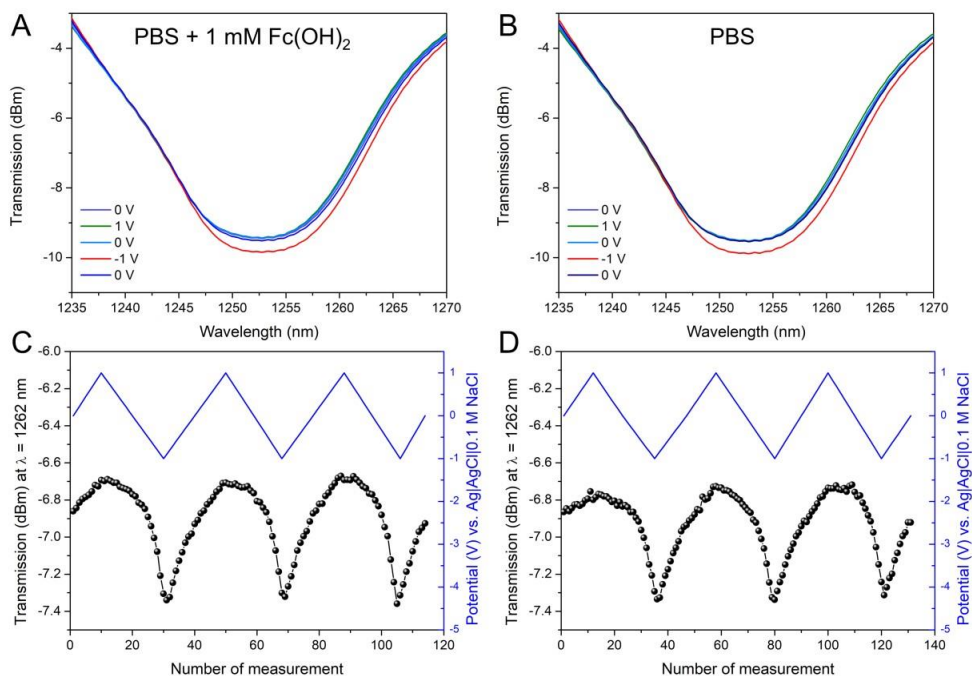 A
PBS + 1 mM Fc(OH)2
Transmission (dBm)
-4
-6
-8
-10
0 V
1 V
0 V
-1 V
0 V
1235 1240 1245 1250 1255 1260 1265 1270
Wavelength (nm)
B
PBS
Transmission (dBm)
-4
-6
-8
-10
0 V
1 V
0 V
-1 V
0 V
1235 1240 1245 1250 1255 1260 1265 1270
Wavelength (nm)
C
Transmission (dBm) at λ = 1262 nm
-6.0
-6.2
-6.4
-6.6
-6.8
-7.0
-7.2
-7.4
0 20 40 60 80 100 120
Number of measurement
1
0
-1
-2
-3
-4
-5
Potential (V) vs. Ag|AgCl|0.1 M NaCl
D
Transmission (dBm) at λ = 1262 nm
-6.0
-6.2
-6.4
-6.6
-6.8
-7.0
-7.2
-7.4
0 20 40 60 80 100 120 140
Number of measurement
1
0
-1
-2
-3
-4
-5
Potential (V) vs. Ag|AgCl|0.1 M NaCl